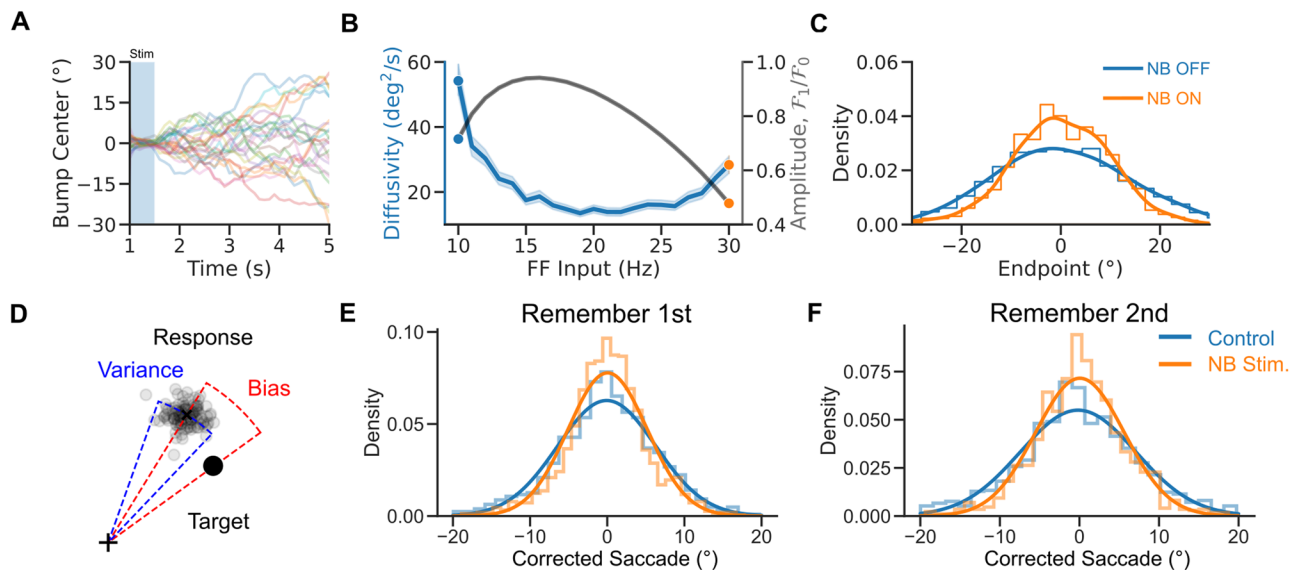 A
Stim
Bump Center (°)
30
15
0
−15
−30
1
2
3
4
5
Time (s)
B
Diffusivity (deg²/s)
60
40
20
10
15
20
25
30
FF Input (Hz)
1.0
0.8
0.6
0.4
Amplitude, ℱ₁/ℱ₀
C
NB OFF
NB ON
Density
0.06
0.04
0.02
0.00
−20
0
20
Endpoint (°)
D
Response
Variance
Bias
Target
E
Remember 1st
Density
0.10
0.05
0.00
−20
−10
0
10
20
Corrected Saccade (°)
F
Remember 2nd
Control
NB Stim.
Density
0.075
0.050
0.025
0.000
−20
−10
0
10
20
Corrected Saccade (°)